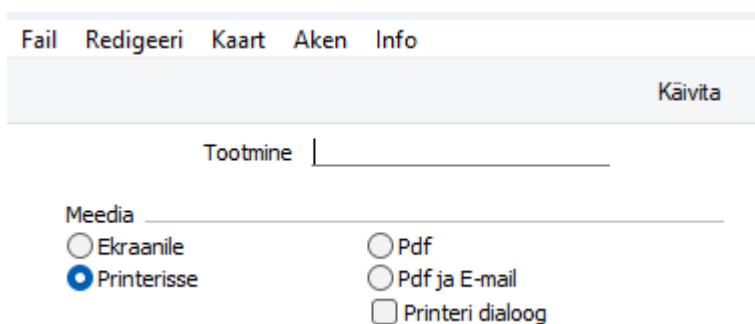 Fail Redigeeri Kaart Aken Info
Käivita
Tootmine
Meedia
Ekraanile Pdf
Printerisse Pdf ja E-mail
Printeri dialoog